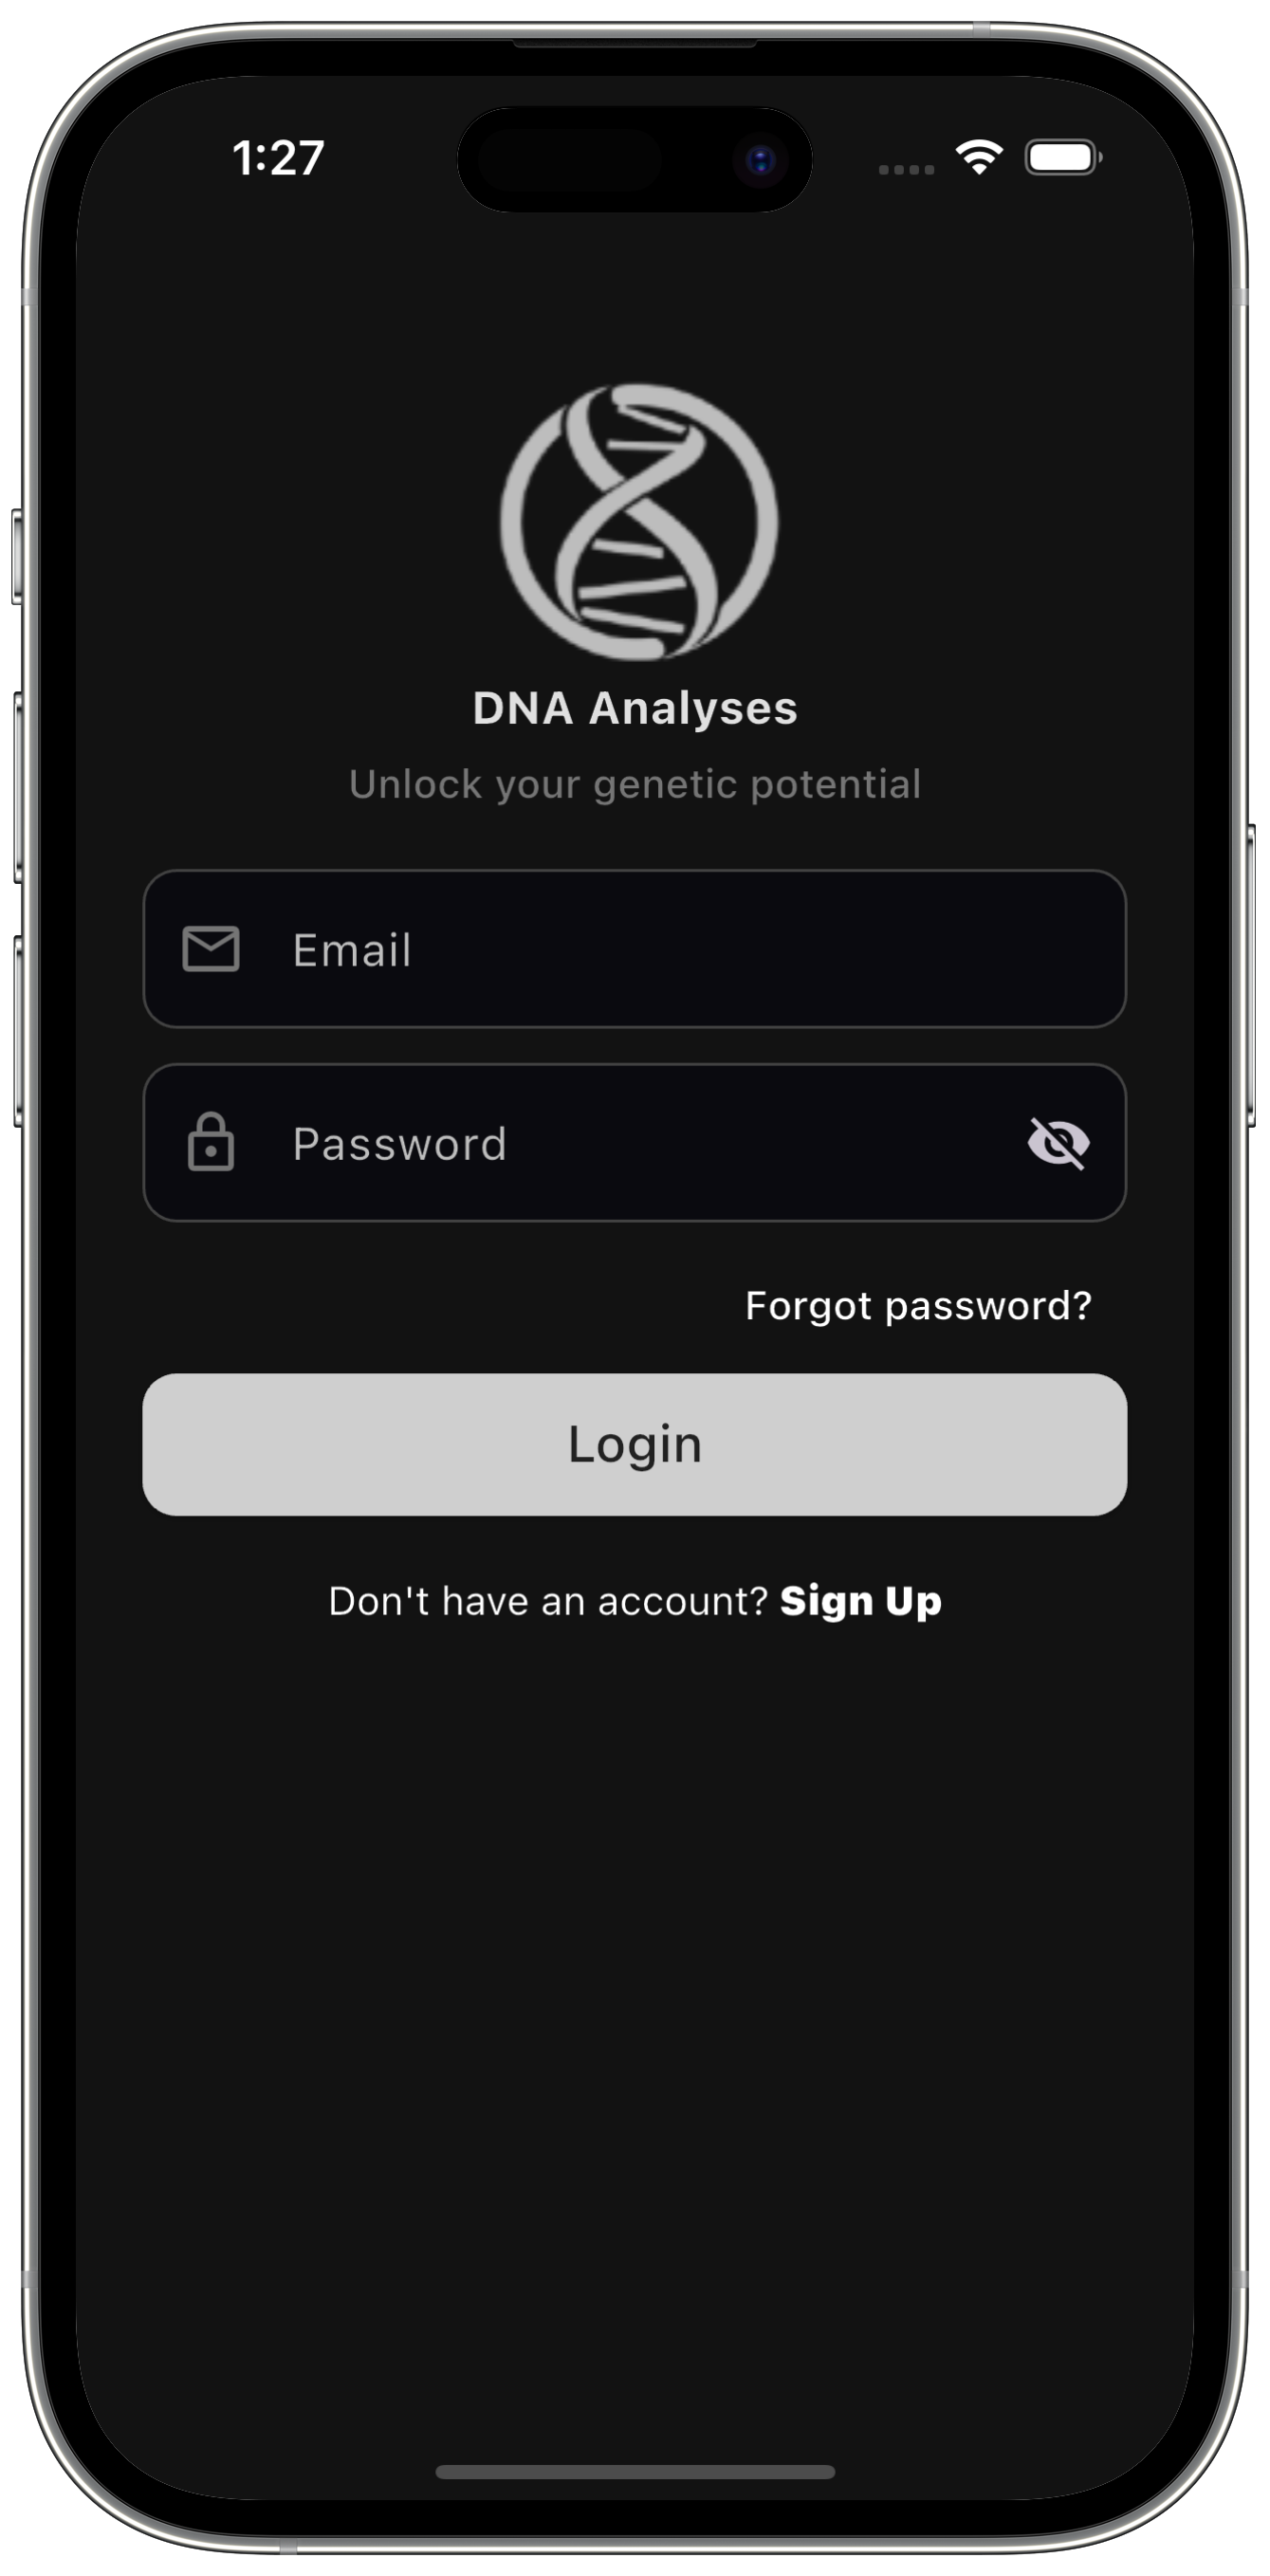 1:27
DNA Analyses
Unlock your genetic potential
Email
Password
Forgot password?
Login
Don't have an account? Sign Up